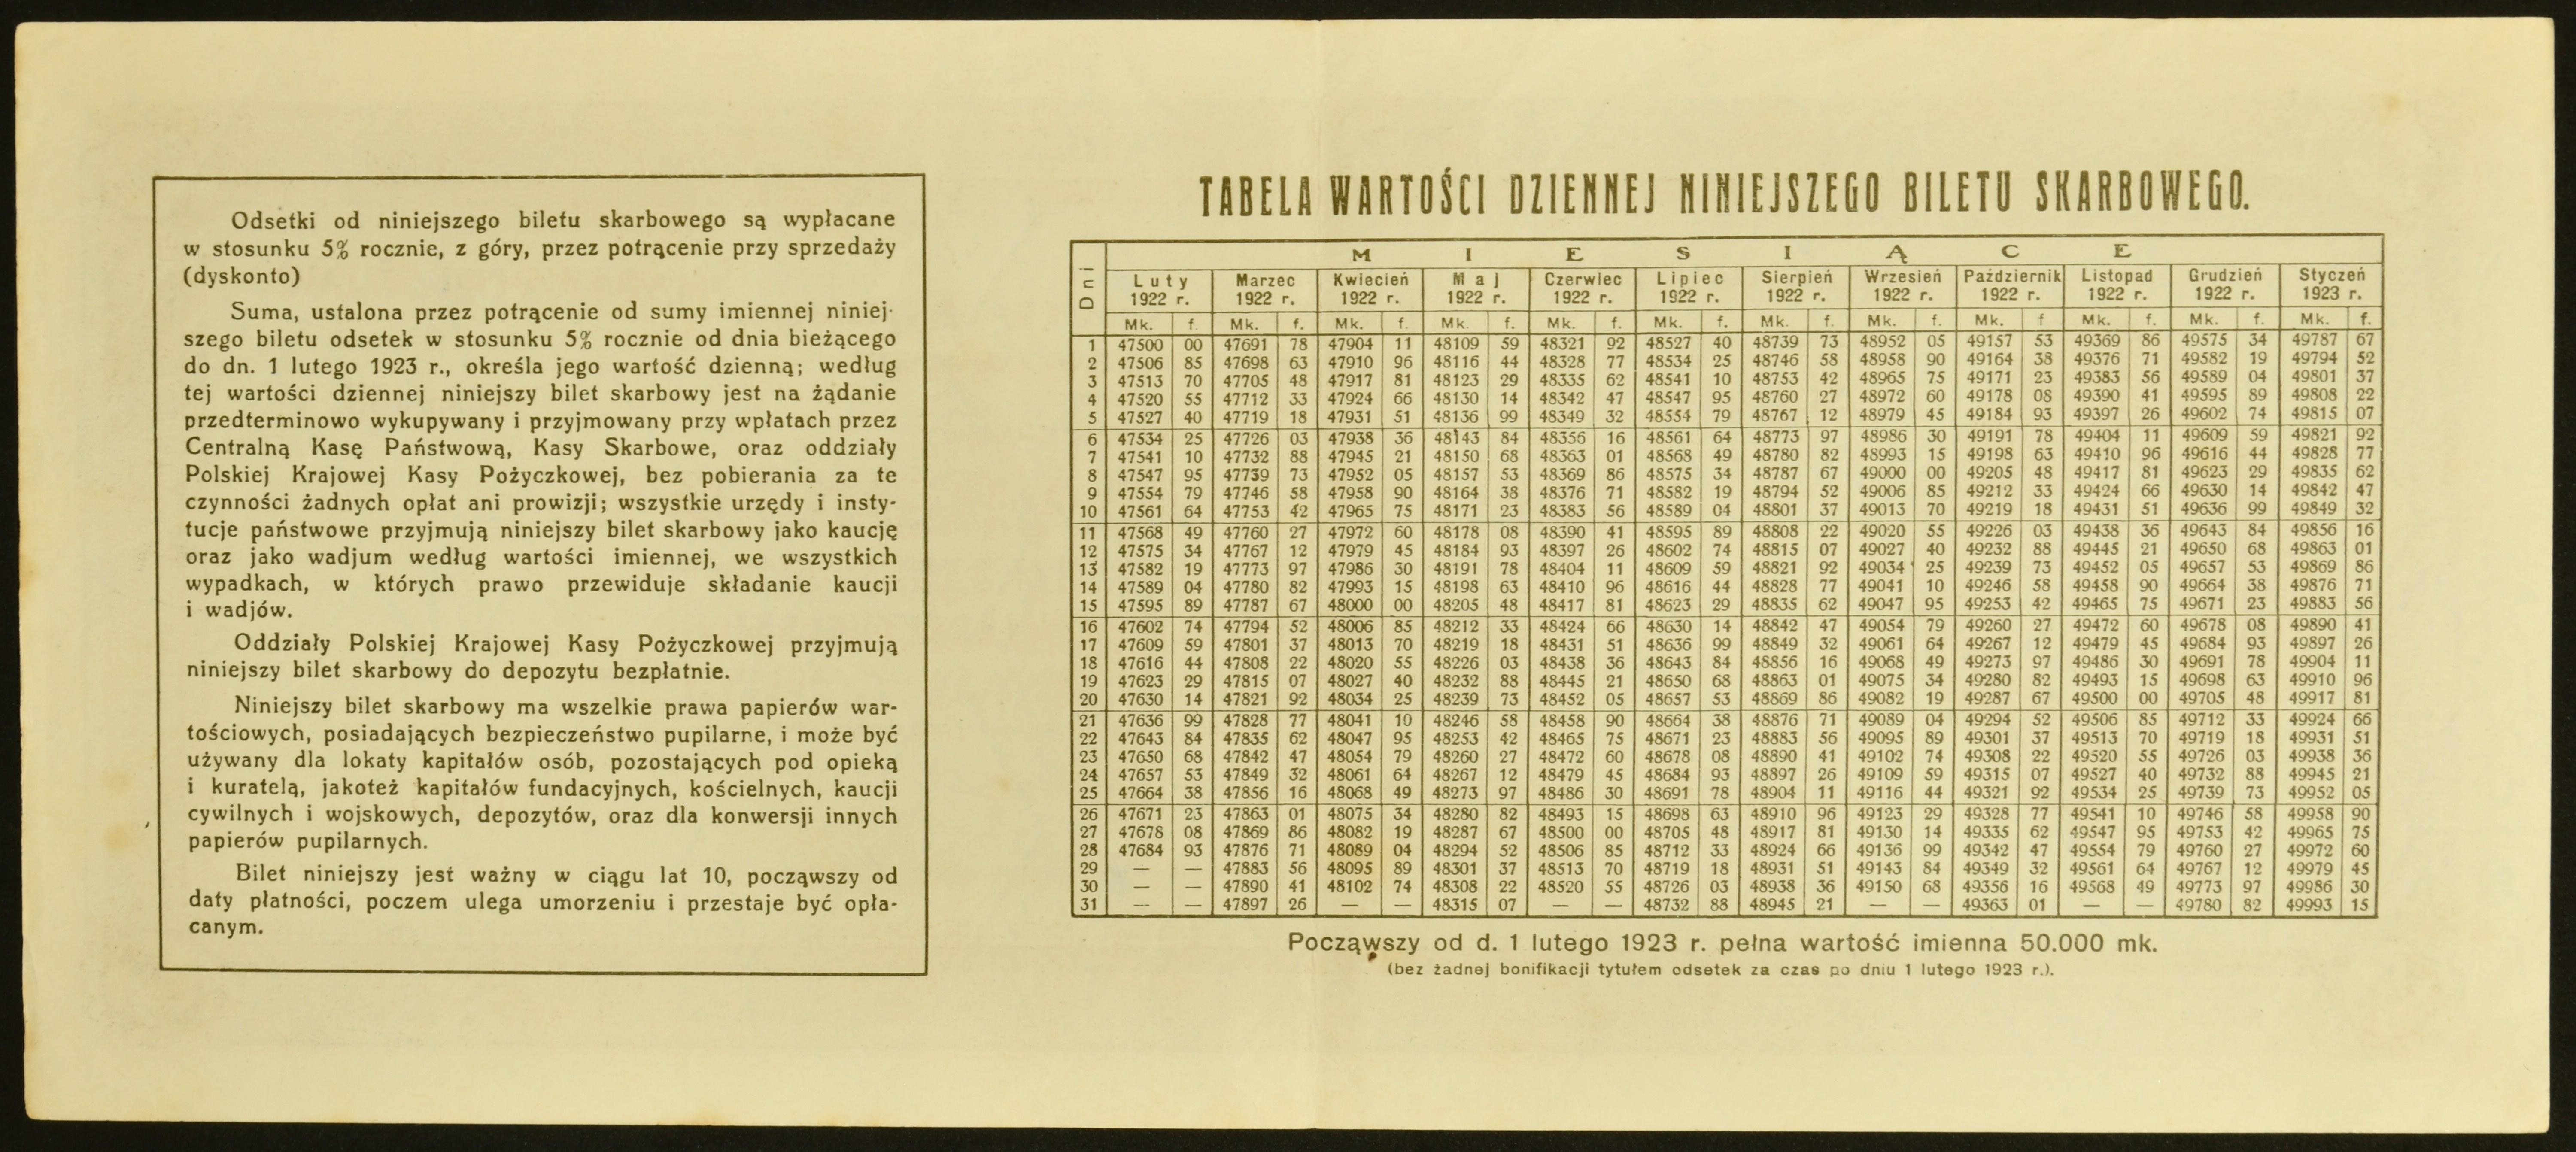 Odsetki od niniejszego biletu skarbowego są wypłacane
w stosunku 5% rocznie, z góry, przez potrącenie przy sprzedaży
(dyskonto)
Suma, ustalona przez potrącenie od sumy imiennej niniej-
szego biletu odsetek w stosunku 5% rocznie od dnia bieżącego
do dn. 1 lutego 1923 r., określa jego wartość dzienną; według
tej wartości dziennej niniejszy bilet skarbowy jest na żądanie
przedterminowo wykupywany i przyjmowany przy wpłatach przez
Centralną Kasę Państwową, Kasy Skarbowe, oraz oddziały
Polskiej Krajowej Kasy Pożyczkowej, bez pobierania za te
czynności żadnych opłat ani prowizji; wszystkie urzędy i insty-
tucje państwowe przyjmują niniejszy bilet skarbowy jako kaucję
oraz jako wadjum według wartości imiennej, we wszystkich
wypadkach, w których prawo przewiduje składanie kaucji
i wadjów.
Oddziały Polskiej Krajowej Kasy Pożyczkowej przyjmują
niniejszy bilet skarbowy do depozytu bezpłatnie.
Niniejszy bilet skarbowy ma wszelkie prawa papierów war-
tościowych, posiadających bezpieczeństwo pupilarne, i może być
używany dla lokaty kapitałów osób, pozostających pod opieką
i kuratelą, jakoteż kapitałów fundacyjnych, kościelnych, kaucji
cywilnych i wojskowych, depozytów, oraz dla konwersji innych
papierów pupilarnych.
Bilet niniejszy jest ważny w ciągu lat 10, począwszy od
daty płatności, poczem ulega umorzeniu i przestaje być opła-
canym.
TABELA WARTOŚCI DZIENNEJ NINIEJSZEGO BILETU SKARBOWEGO.
Dni
M I E S I Ą C E
Luty Marzec Kwiecień Maj Czerwiec Lipiec Sierpień Wrzesień Październik Listopad Grudzień Styczeń
1922 r. 1922 r. 1922 r. 1922 r. 1922 r. 1922 r. 1922 r. 1922 r. 1922 r. 1922 r. 1922 r. 1923 r.
Mk. f. Mk. f. Mk. f. Mk. f. Mk. f. Mk. f. Mk. f. Mk. f. Mk. f Mk. f. Mk. f. Mk. f.
1 47500 00 47691 78 47904 11 48109 59 48321 92 48527 40 48739 73 48952 05 49157 53 49369 86 49575 34 49787 67
2 47506 85 47698 63 47910 96 48116 44 48328 77 48534 25 48746 58 48958 90 49164 38 49376 71 49582 19 49794 52
3 47513 70 47705 48 47917 81 48123 29 48335 62 48541 10 48753 42 48965 75 49171 23 49383 56 49589 04 49801 37
4 47520 55 47712 33 47924 66 48130 14 48342 47 48547 95 48760 27 48972 60 49178 08 49390 41 49595 89 49808 22
5 47527 40 47719 18 47931 51 48136 99 48349 32 48554 79 48767 12 48979 45 49184 93 49397 26 49602 74 49815 07
6 47534 25 47726 03 47938 36 48143 84 48356 16 48561 64 48773 97 48986 30 49191 78 49404 11 49609 59 49821 92
7 47541 10 47732 88 47945 21 48150 68 48363 01 48568 49 48780 82 48993 15 49198 63 49410 96 49616 44 49828 77
8 47547 95 47739 73 47952 05 48157 53 48369 86 48575 34 48787 67 49000 00 49205 48 49417 81 49623 29 49835 62
9 47554 79 47746 58 47958 90 48164 38 48376 71 48582 19 48794 52 49006 85 49212 33 49424 66 49630 14 49842 47
10 47561 64 47753 42 47965 75 48171 23 48383 56 48589 04 48801 37 49013 70 49219 18 49431 51 49636 99 49849 32
11 47568 49 47760 27 47972 60 48178 08 48390 41 48595 89 48808 22 49020 55 49226 03 49438 36 49643 84 49856 16
12 47575 34 47767 12 47979 45 48184 93 48397 26 48602 74 48815 07 49027 40 49232 88 49445 21 49650 68 49863 01
13 47582 19 47773 97 47986 30 48191 78 48404 11 48609 59 48821 92 49034 25 49239 73 49452 05 49657 53 49869 86
14 47589 04 47780 82 47993 15 48198 63 48410 96 48616 44 48828 77 49041 10 49246 58 49458 90 49664 38 49876 71
15 47595 89 47787 67 48000 00 48205 48 48417 81 48623 29 48835 62 49047 95 49253 42 49465 75 49671 23 49883 56
16 47602 74 47794 52 48006 85 48212 33 48424 66 48630 14 48842 47 49054 79 49260 27 49472 60 49678 08 49890 41
17 47609 59 47801 37 48013 70 48219 18 48431 51 48636 99 48849 32 49061 64 49267 12 49479 45 49684 93 49897 26
18 47616 44 47808 22 48020 55 48226 03 48438 36 48643 84 48856 16 49068 49 49273 97 49486 30 49691 78 49904 11
19 47623 29 47815 07 48027 40 48232 88 48445 21 48650 68 48863 01 49075 34 49280 82 49493 15 49698 63 49910 96
20 47630 14 47821 92 48034 25 48239 73 48452 05 48657 53 48869 86 49082 19 49287 67 49500 00 49705 48 49917 81
21 47636 99 47828 77 48041 10 48246 58 48458 90 48664 38 48876 71 49089 04 49294 52 49506 85 49712 33 49924 66
22 47643 84 47835 62 48047 95 48253 42 48465 75 48671 23 48883 56 49095 89 49301 37 49513 70 49719 18 49931 51
23 47650 68 47842 47 48054 79 48260 27 48472 60 48678 08 48890 41 49102 74 49308 22 49520 55 49726 03 49938 36
24 47657 53 47849 32 48061 64 48267 12 48479 45 48684 93 48897 26 49109 59 49315 07 49527 40 49732 88 49945 21
25 47664 38 47856 16 48068 49 48273 97 48486 30 48691 78 48904 11 49116 44 49321 92 49534 25 49739 73 49952 05
26 47671 23 47863 01 48075 34 48280 82 48493 15 48698 63 48910 96 49123 29 49328 77 49541 10 49746 58 49958 90
27 47678 08 47869 86 48082 19 48287 67 48500 00 48705 48 48917 81 49130 14 49335 62 49547 95 49753 42 49965 75
28 47684 93 47876 71 48089 04 48294 52 48506 85 48712 33 48924 66 49136 99 49342 47 49554 79 49760 27 49972 60
29 — — 47883 56 48095 89 48301 37 48513 70 48719 18 48931 51 49143 84 49349 32 49561 64 49767 12 49979 45
30 — — 47890 41 48102 74 48308 22 48520 55 48726 03 48938 36 49150 68 49356 16 49568 49 49773 97 49986 30
31 — — 47897 26 — — 48315 07 — — 48732 88 48945 21 — — 49363 01 — — 49780 82 49993 15
Począwszy od d. 1 lutego 1923 r. pełna wartość imienna 50.000 mk.
(bez żadnej bonifikacji tytułem odsetek za czas po dniu 1 lutego 1923 r.).